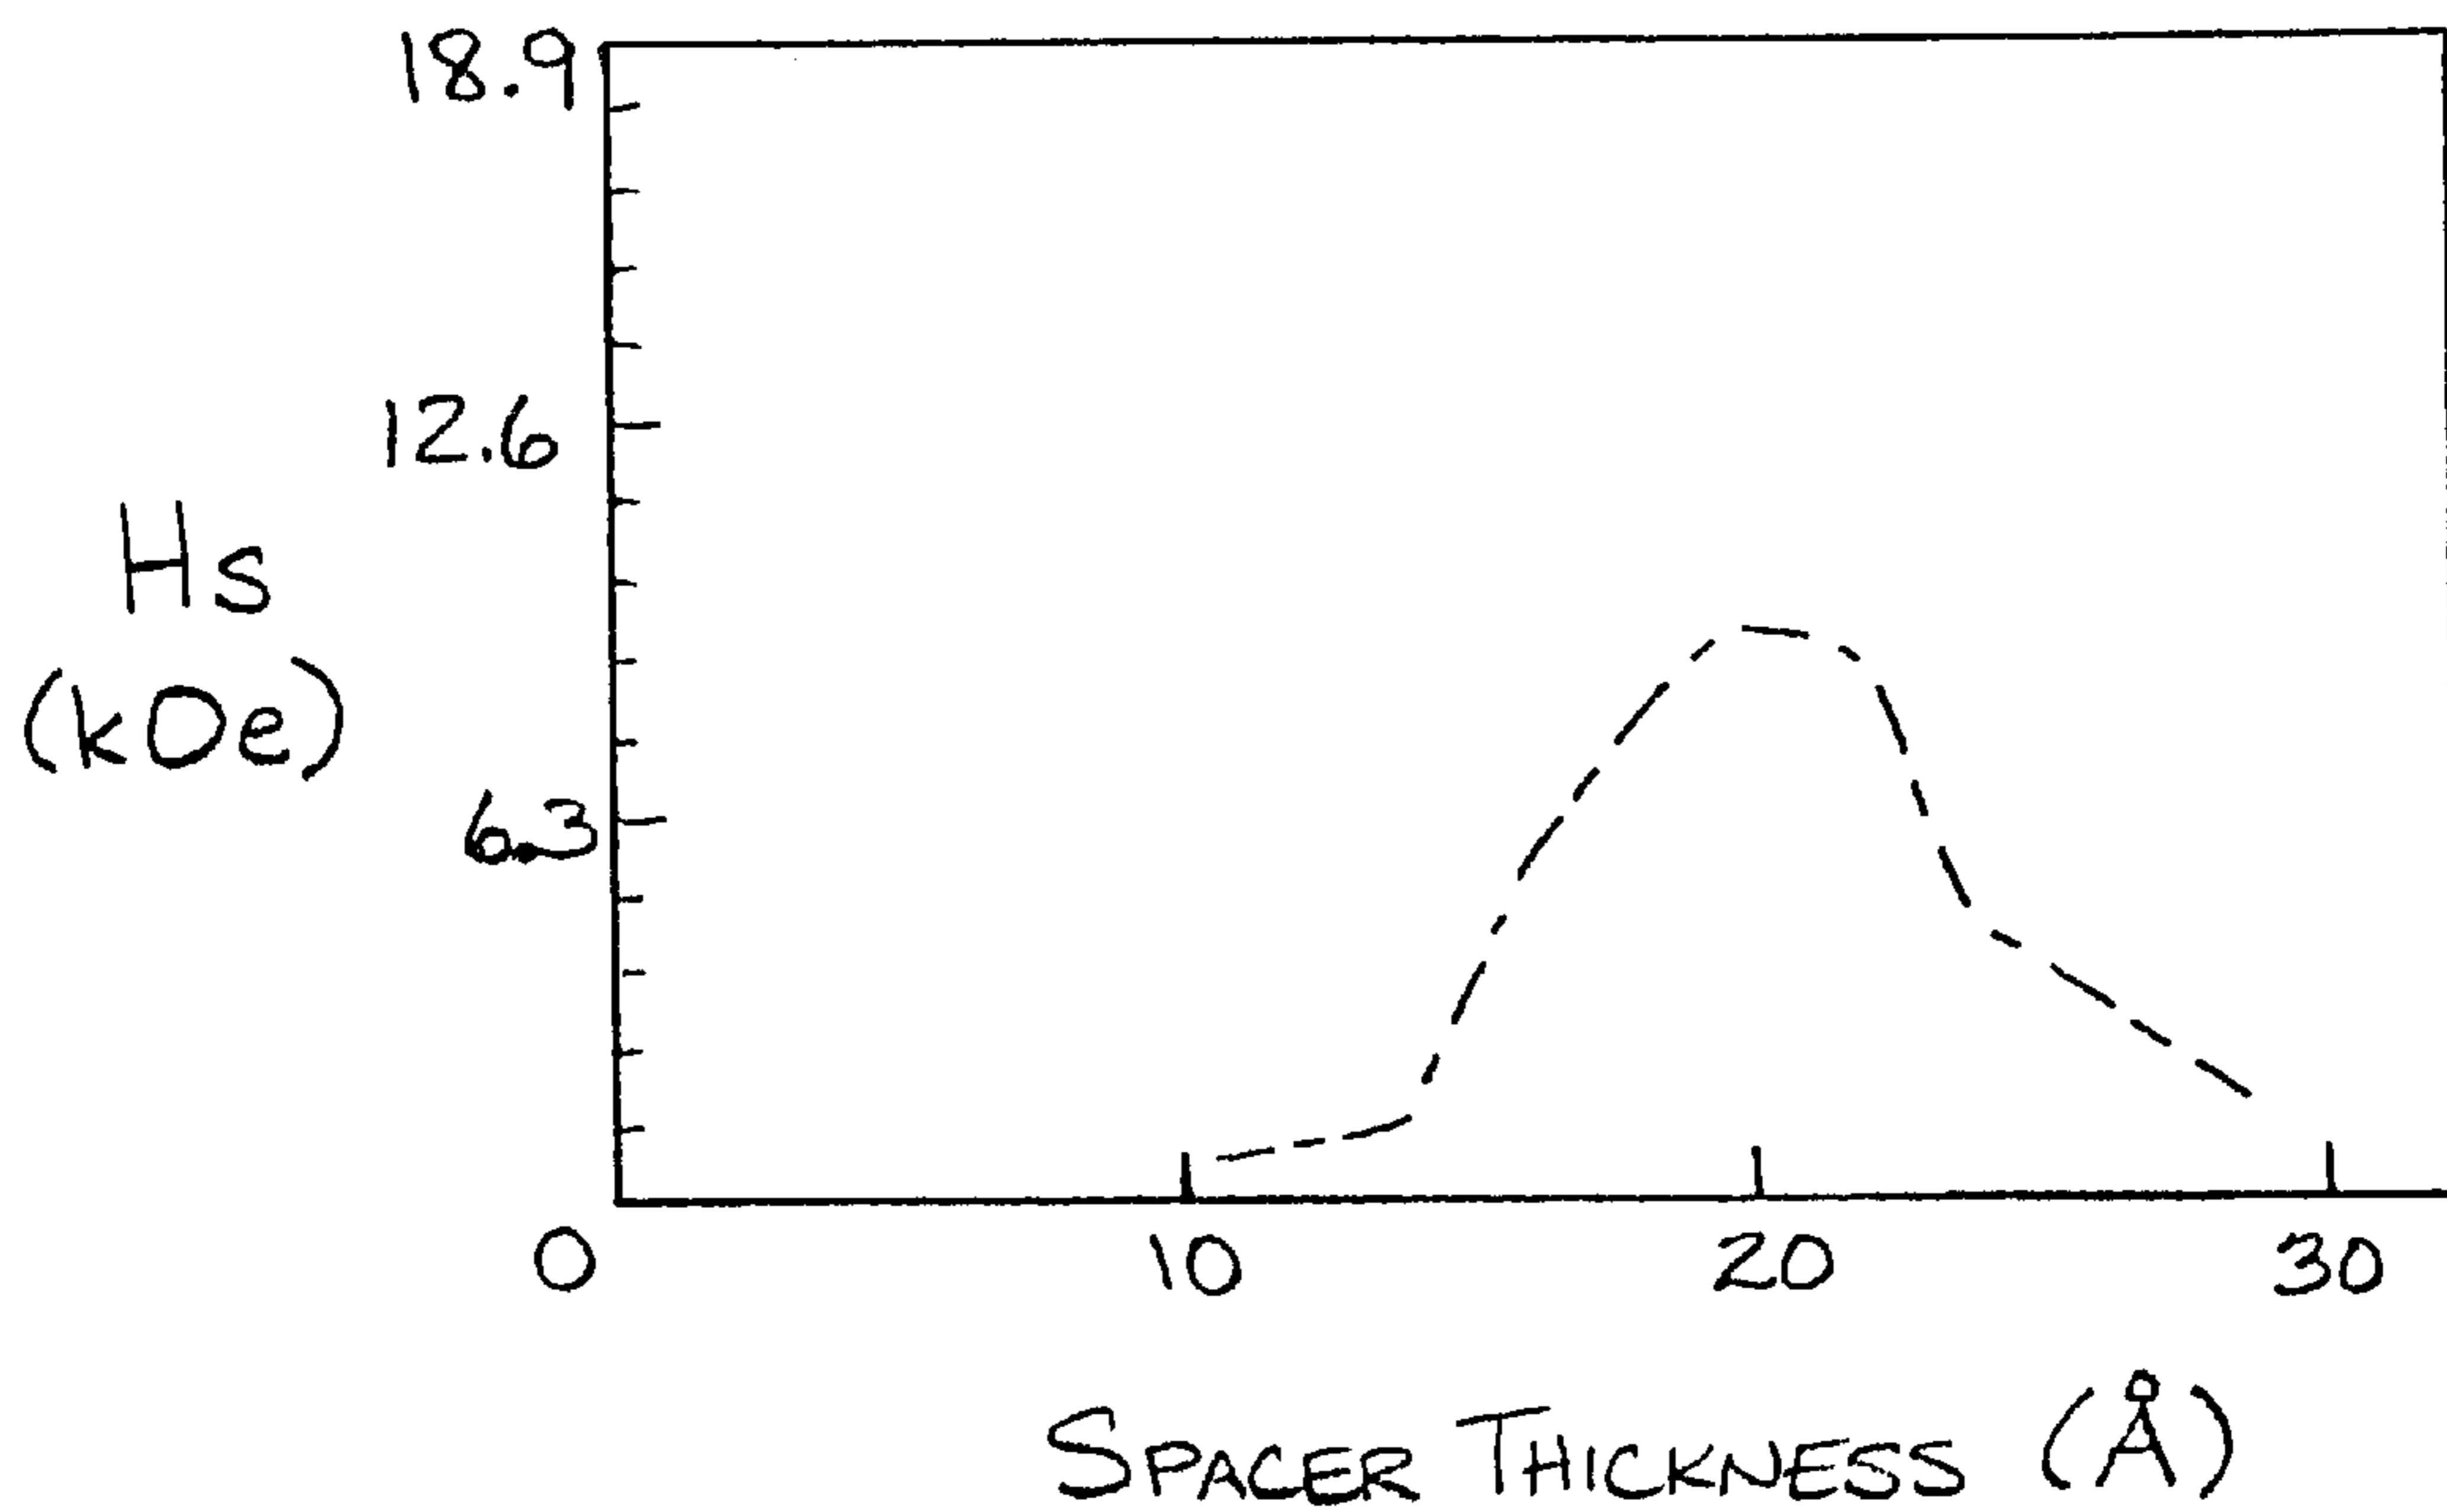 18.9
12.6
Hs
(kOe)
6.3
0 10 20 30
SPACER THICKNESS (Å)